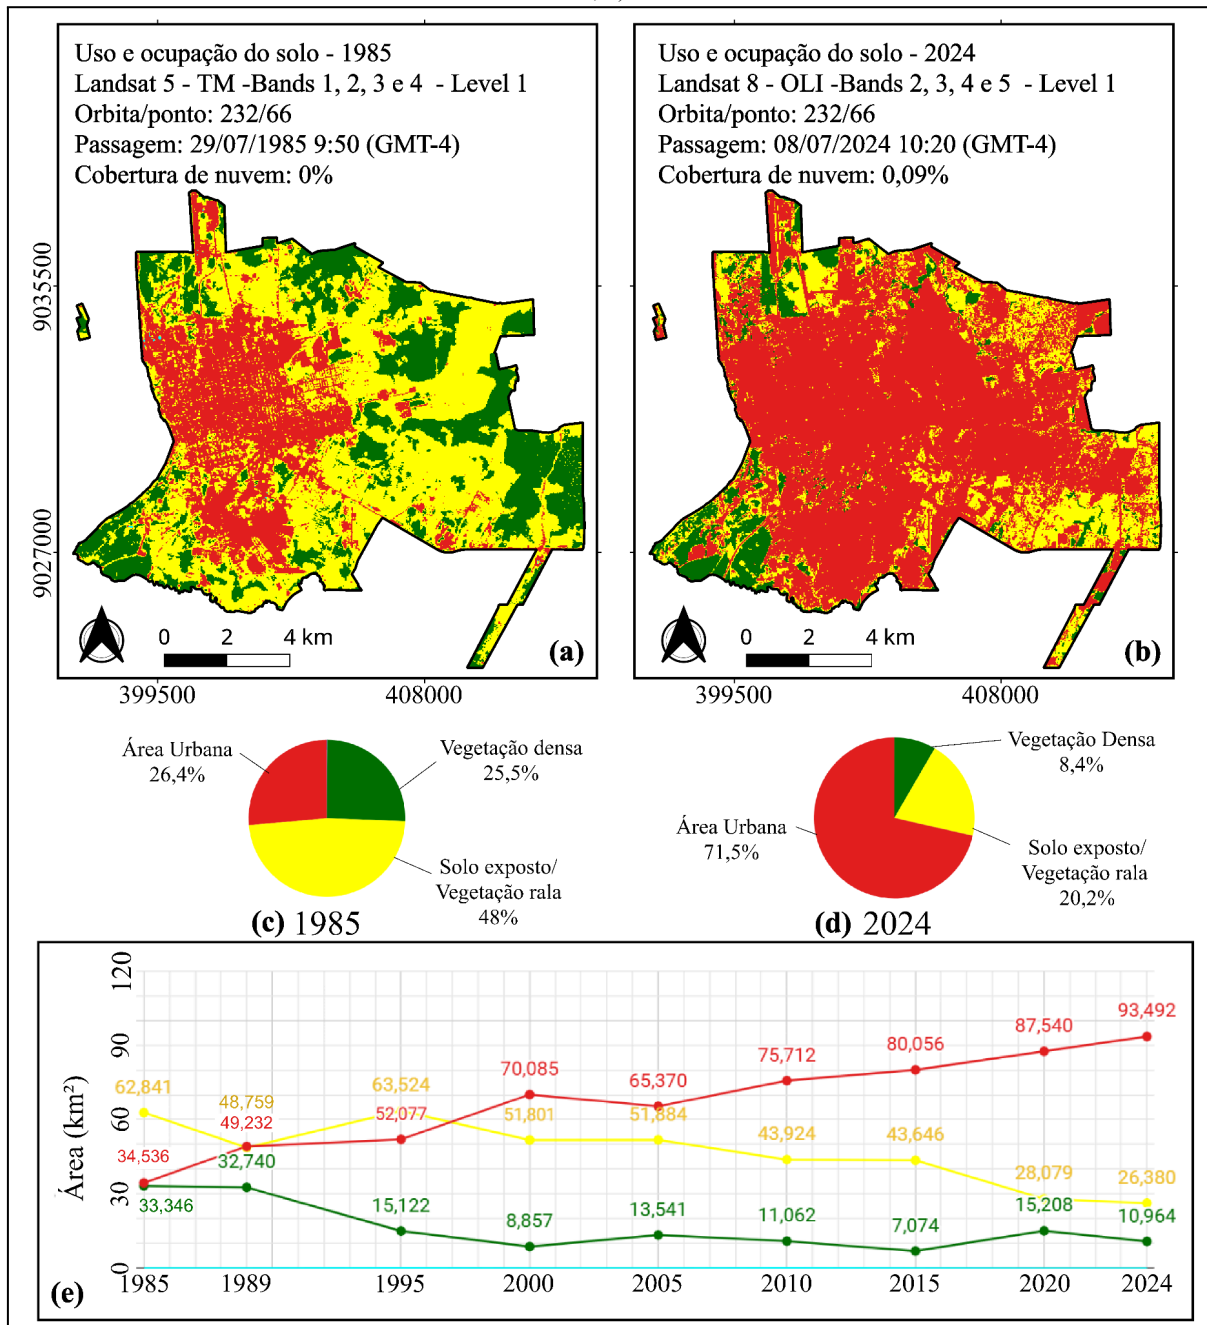 Uso e ocupação do solo - 1985
Landsat 5 - TM -Bands 1, 2, 3 e 4  - Level 1
Orbita/ponto: 232/66
Passagem: 29/07/1985 9:50 (GMT-4)
Cobertura de nuvem: 0%
Uso e ocupação do solo - 2024
Landsat 8 - OLI -Bands 2, 3, 4 e 5  - Level 1
Orbita/ponto: 232/66
Passagem: 08/07/2024 10:20 (GMT-4)
Cobertura de nuvem: 0,09%
9035500
9027000
0 2 4 km
(a)
0 2 4 km
(b)
399500 408000
399500 408000
Área Urbana
26,4%
Vegetação densa
25,5%
Solo exposto/
Vegetação rala
48%
(c) 1985
Vegetação Densa
8,4%
Área Urbana
71,5%
Solo exposto/
Vegetação rala
20,2%
(d) 2024
Área (km²)
120
90
60
30
0
62,841 48,759 63,524 51,801 51,884 43,924 43,646 28,079 26,380
34,536 49,232 52,077 70,085 65,370 75,712 80,056 87,540 93,492
33,346 32,740 15,122 8,857 13,541 11,062 7,074 15,208 10,964
1985 1989 1995 2000 2005 2010 2015 2020 2024
(e)